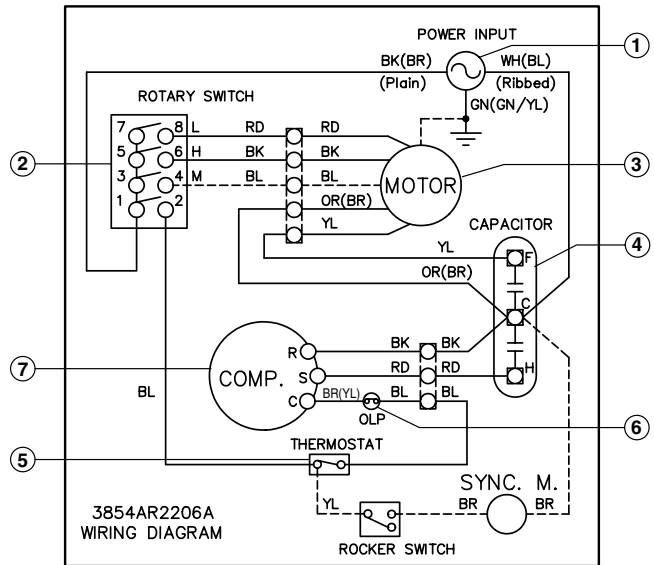 POWER INPUT
1
BK(BR) WH(BL)
(Plain) (Ribbed)
GN(GN/YL)
ROTARY SWITCH
7 8 L RD RD
5 6 H BK BK
2
3 4 M BL BL
1 2
MOTOR
3
OR(BR)
YL
CAPACITOR
4
YL F
OR(BR)
C
R BK BK
7
COMP.
S RD RD H
C BR(YL) BL BL
OLP
6
BL
THERMOSTAT
5
SYNC. M.
YL BR BR
ROCKER SWITCH
3854AR2206A
WIRING DIAGRAM